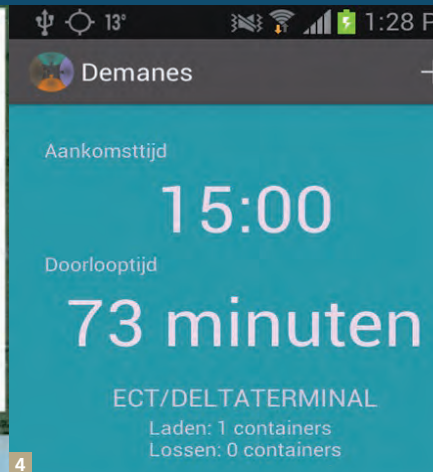 13°
1:28 P
Demanes
Aankomsttijd
15:00
Doorlooptijd
73 minuten
ECT/DELTATERMINAL
Laden: 1 containers
Lossen: 0 containers
4